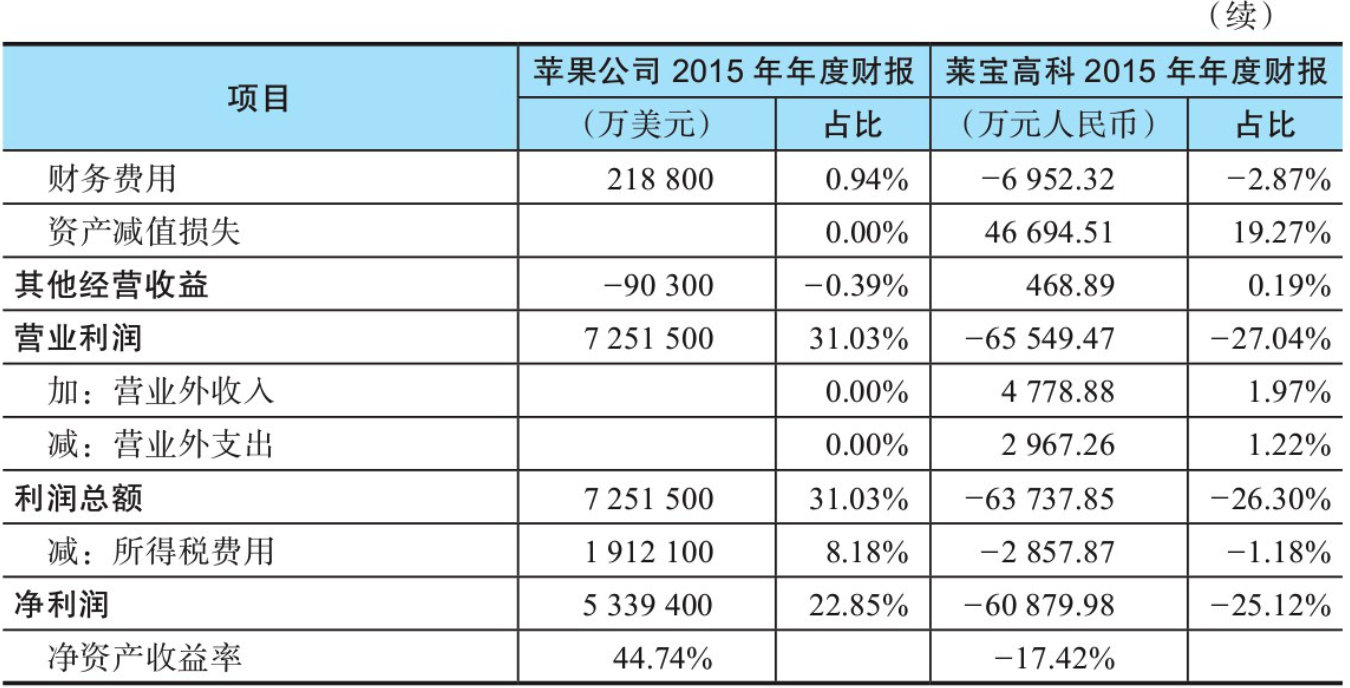 （续）
项目 苹果公司 2015 年年度财报 莱宝高科 2015 年年度财报
（万美元） 占比 （万元人民币） 占比
财务费用 218 800 0.94% −6 952.32 −2.87%
资产减值损失 0.00% 46 694.51 19.27%
其他经营收益 −90 300 −0.39% 468.89 0.19%
营业利润 7 251 500 31.03% −65 549.47 −27.04%
加：营业外收入 0.00% 4 778.88 1.97%
减：营业外支出 0.00% 2 967.26 1.22%
利润总额 7 251 500 31.03% −63 737.85 −26.30%
减：所得税费用 1 912 100 8.18% −2 857.87 −1.18%
净利润 5 339 400 22.85% −60 879.98 −25.12%
净资产收益率 44.74% −17.42%